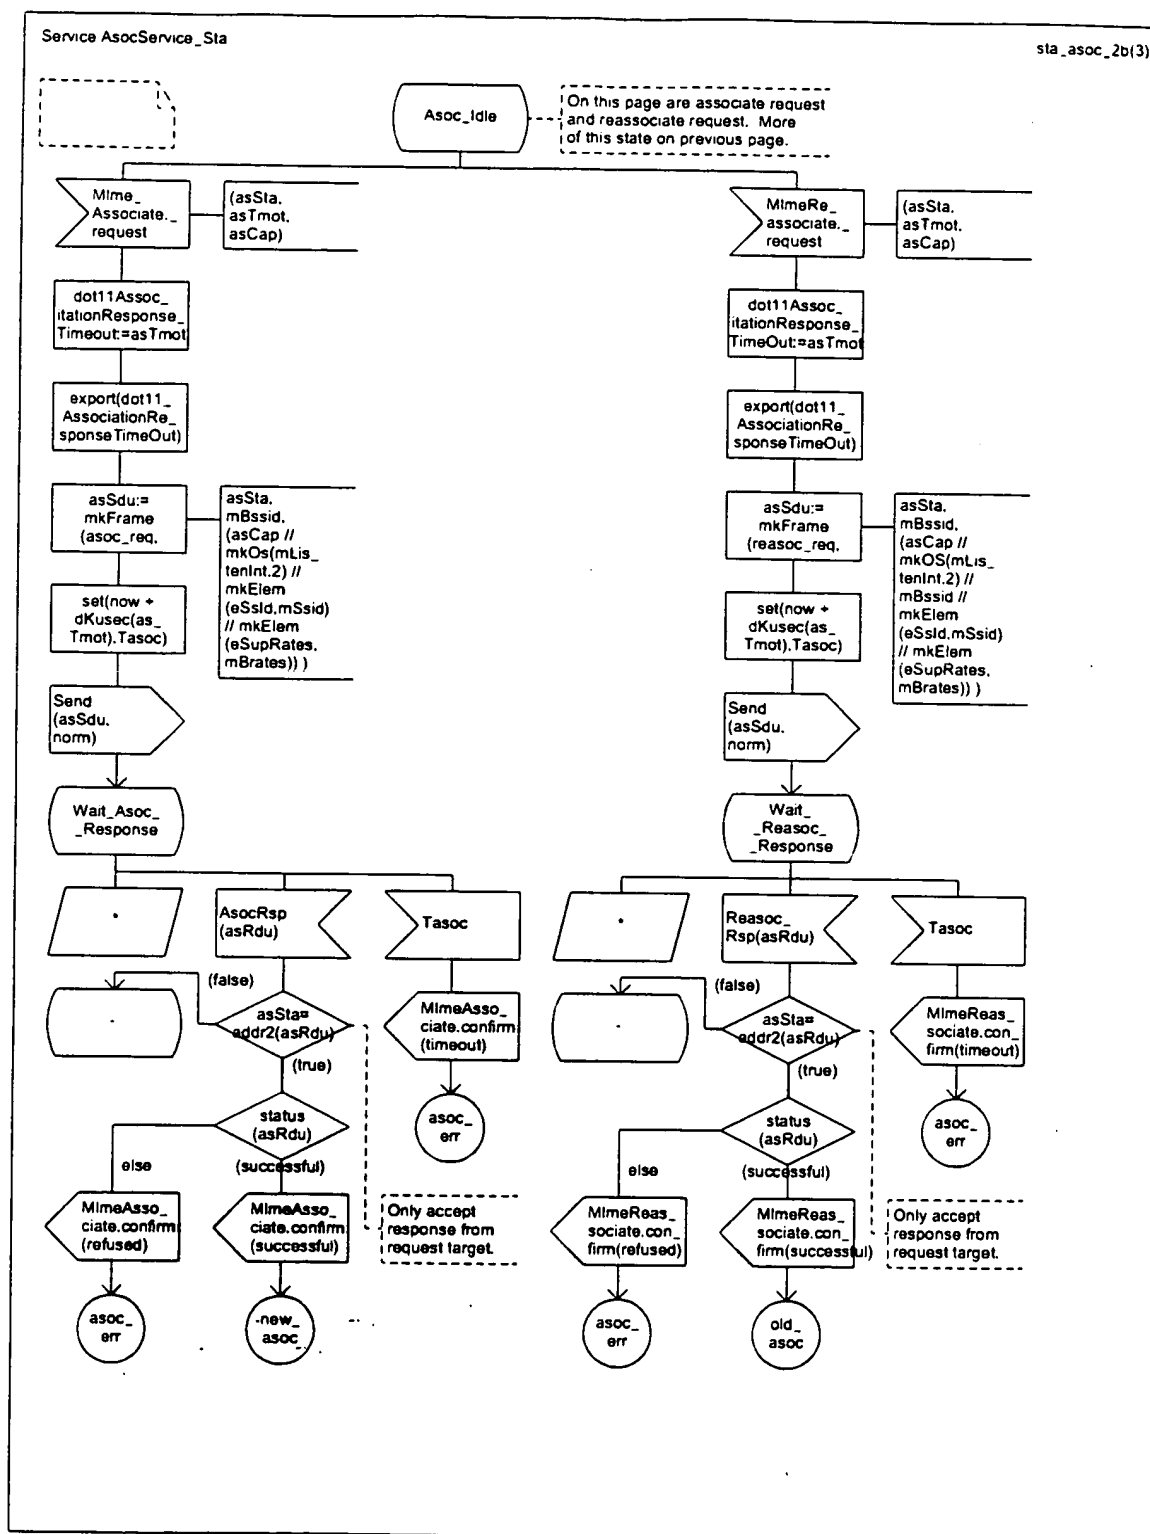 Service AsocService_Sta
sta_asoc_2b(3)
Asoc_Idle
On this page are associate request
and reassociate request. More
of this state on previous page.
Mlme_
Associate._
request
(asSta,
asTmot,
asCap)
dot11Assoc_
itationResponse_
Timeout:=asTmot
export(dot11_
AssociationRe_
sponseTimeOut)
asSdu:=
mkFrame
(asoc_req,
asSta,
mBssid,
(asCap //
mkOs(mLis_
tenInt,2) //
mkElem
(eSsId,mSsid)
// mkElem
(eSupRates,
mBrates)) )
set(now +
dKusec(as_
Tmot),Tasoc)
Send
(asSdu,
norm)
Wait_Asoc_
_Response
*
AsocRsp
(asRdu)
Tasoc
(false)
-
asSta=
addr2(asRdu)
(true)
MlmeAsso_
ciate.confirm
(timeout)
status
(asRdu)
asoc_
err
else
(successful)
MlmeAsso_
ciate.confirm
(refused)
MlmeAsso_
ciate.confirm
(successful)
Only accept
response from
request target.
asoc_
err
-new_
asoc
MlmeRe_
associate._
request
(asSta,
asTmot,
asCap)
dot11Assoc_
itationResponse_
TimeOut:=asTmot
export(dot11_
AssociationRe_
sponseTimeOut)
asSdu:=
mkFrame
(reasoc_req,
asSta,
mBssid,
(asCap //
mkOS(mLis_
tenInt,2) //
mBssid //
mkElem
(eSsId,mSsid)
// mkElem
(eSupRates,
mBrates)) )
set(now +
dKusec(as_
Tmot),Tasoc)
Send
(asSdu,
norm)
Wait_
_Reasoc_
_Response
*
Reasoc_
Rsp(asRdu)
Tasoc
(false)
-
asSta=
addr2(asRdu)
(true)
MlmeReas_
sociate.con_
firm(timeout)
status
(asRdu)
asoc_
err
else
(successful)
MlmeReas_
sociate.con_
firm(refused)
MlmeReas_
sociate.con_
firm(successful)
Only accept
response from
request target.
asoc_
err
old_
asoc